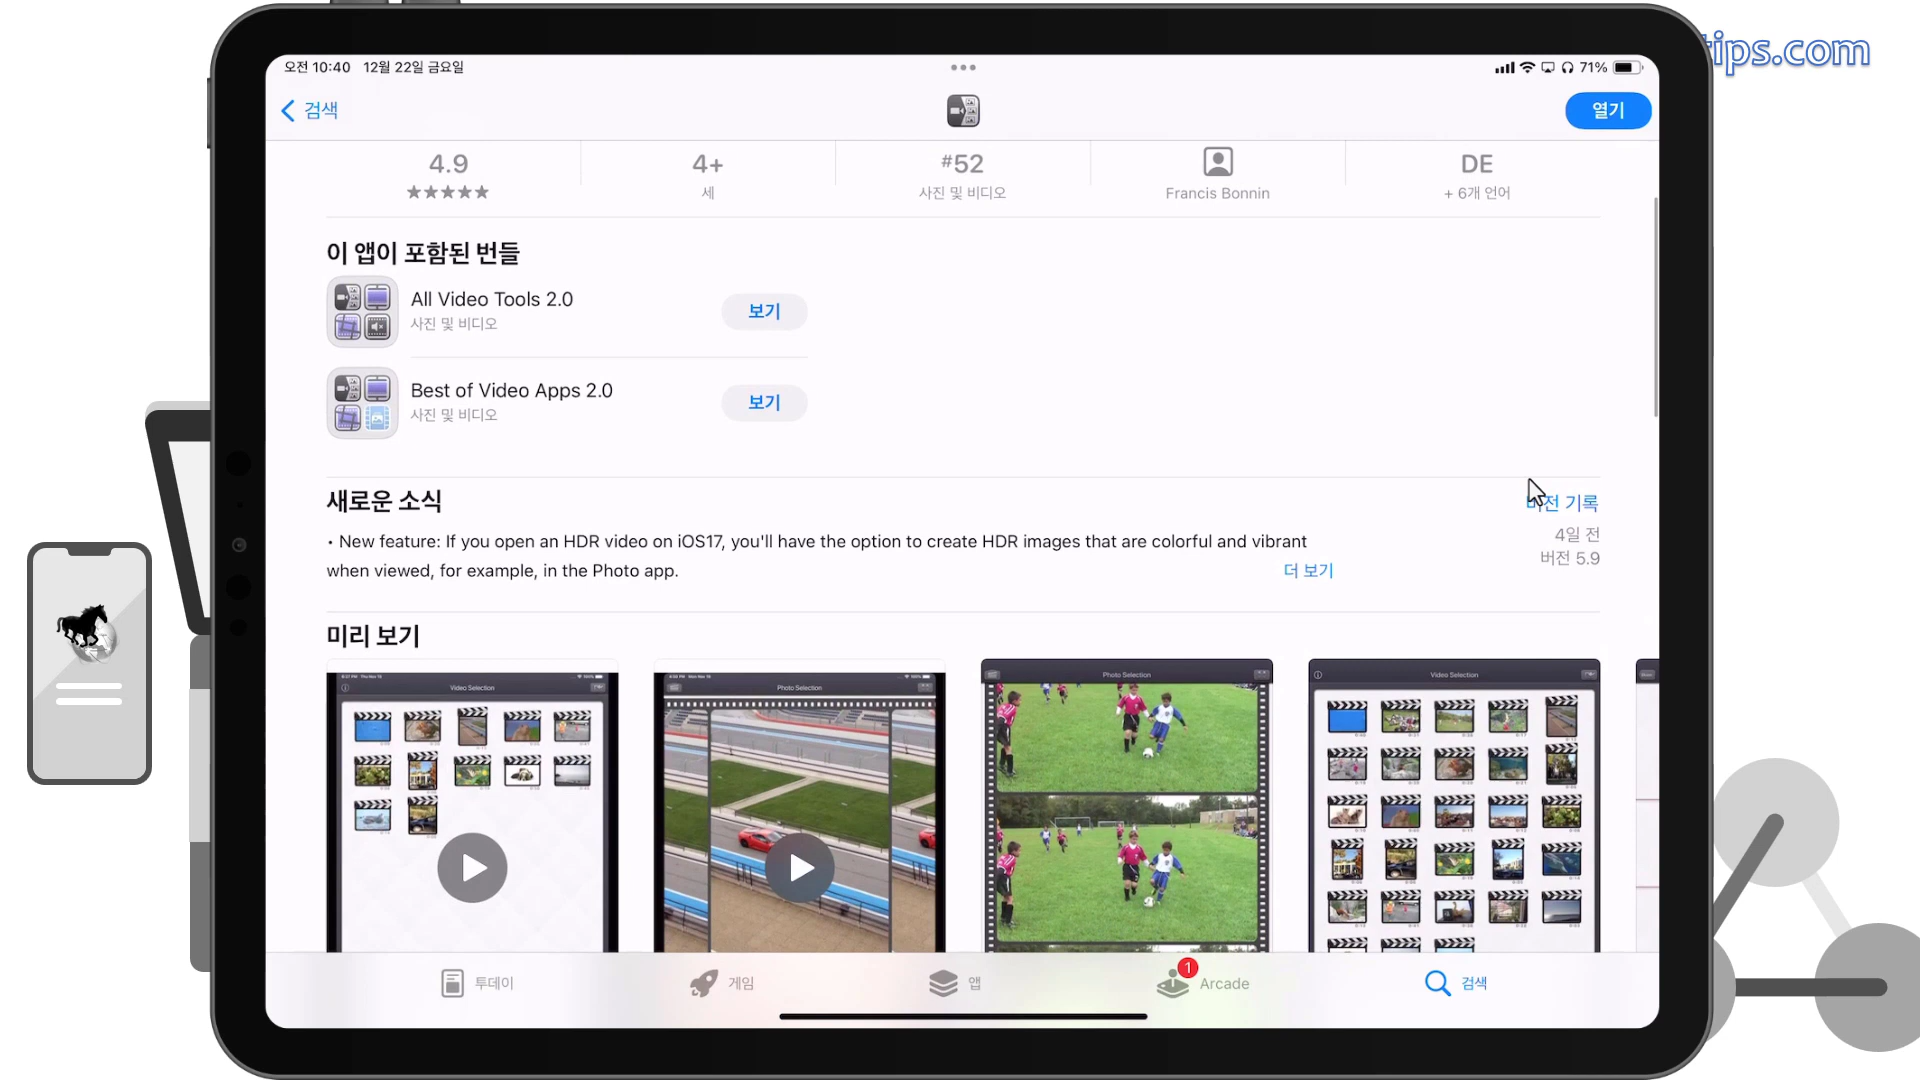 tips.com
오전 10:40 12월 22일 금요일
71%
검색
열기
4.9
4+
세
#52
사진 및 비디오
Francis Bonnin
DE
+ 6개 언어
이 앱이 포함된 번들
All Video Tools 2.0
사진 및 비디오
보기
Best of Video Apps 2.0
사진 및 비디오
보기
새로운 소식
버전 기록
4일 전
버전 5.9
• New feature: If you open an HDR video on iOS17, you'll have the option to create HDR images that are colorful and vibrant
when viewed, for example, in the Photo app.
더 보기
미리 보기
Video Selection
Photo Selection
Photo Selection
Video Selection
투데이
게임
앱
1
Arcade
검색